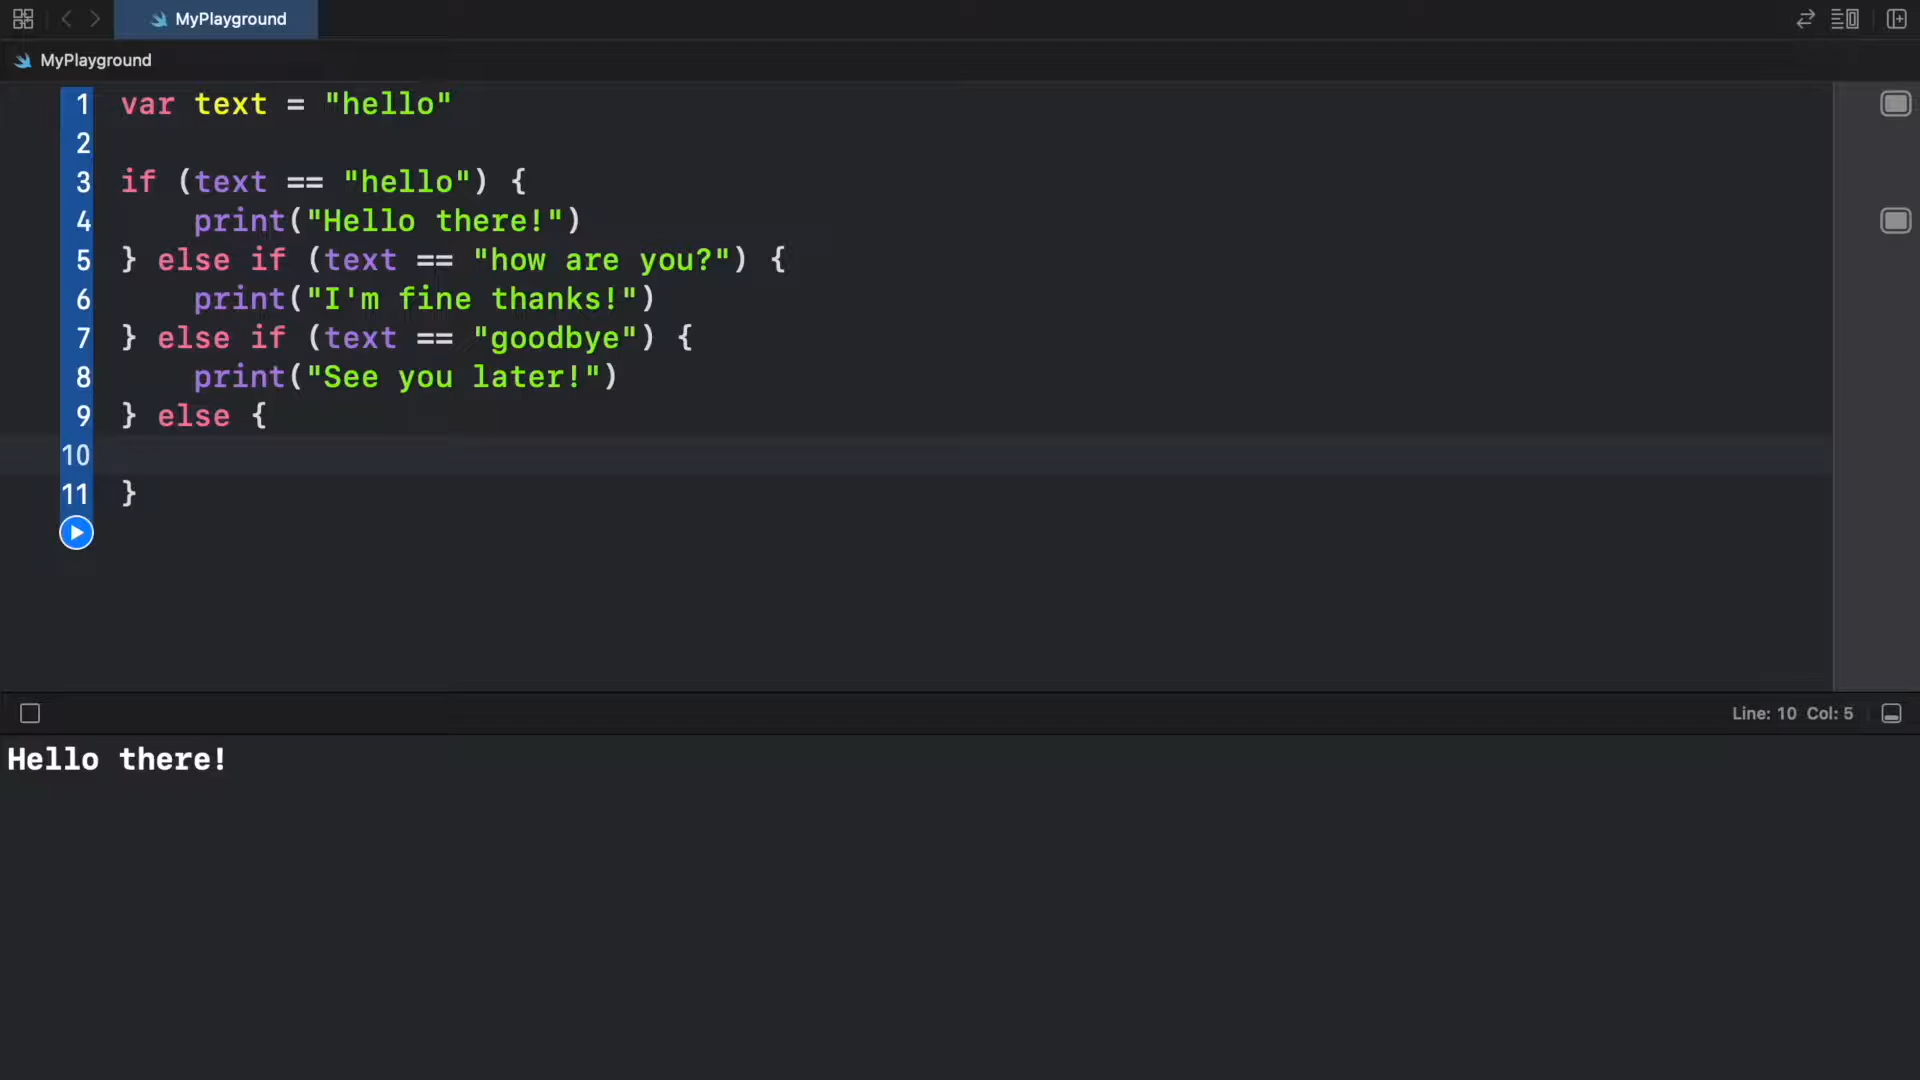 MyPlayground
MyPlayground
1 var text = "hello"
2
3 if (text == "hello") {
4     print("Hello there!")
5 } else if (text == "how are you?") {
6     print("I'm fine thanks!")
7 } else if (text == "goodbye") {
8     print("See you later!")
9 } else {
10
11 }
Line: 10 Col: 5
Hello there!